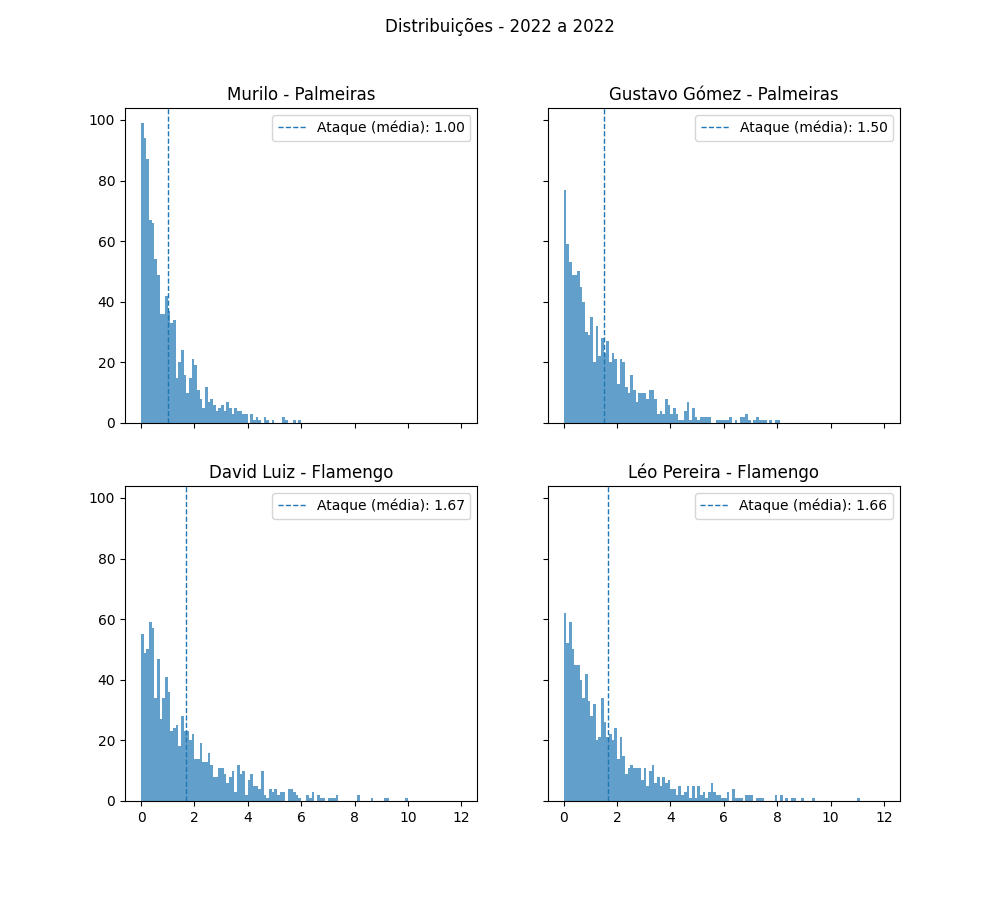 Distribuições - 2022 a 2022
Murilo - Palmeiras
Gustavo Gómez - Palmeiras
100
80
60
40
20
0
Ataque (média): 1.00
Ataque (média): 1.50
David Luiz - Flamengo
Léo Pereira - Flamengo
100
80
60
40
20
0
Ataque (média): 1.67
Ataque (média): 1.66
0 2 4 6 8 10 12
0 2 4 6 8 10 12